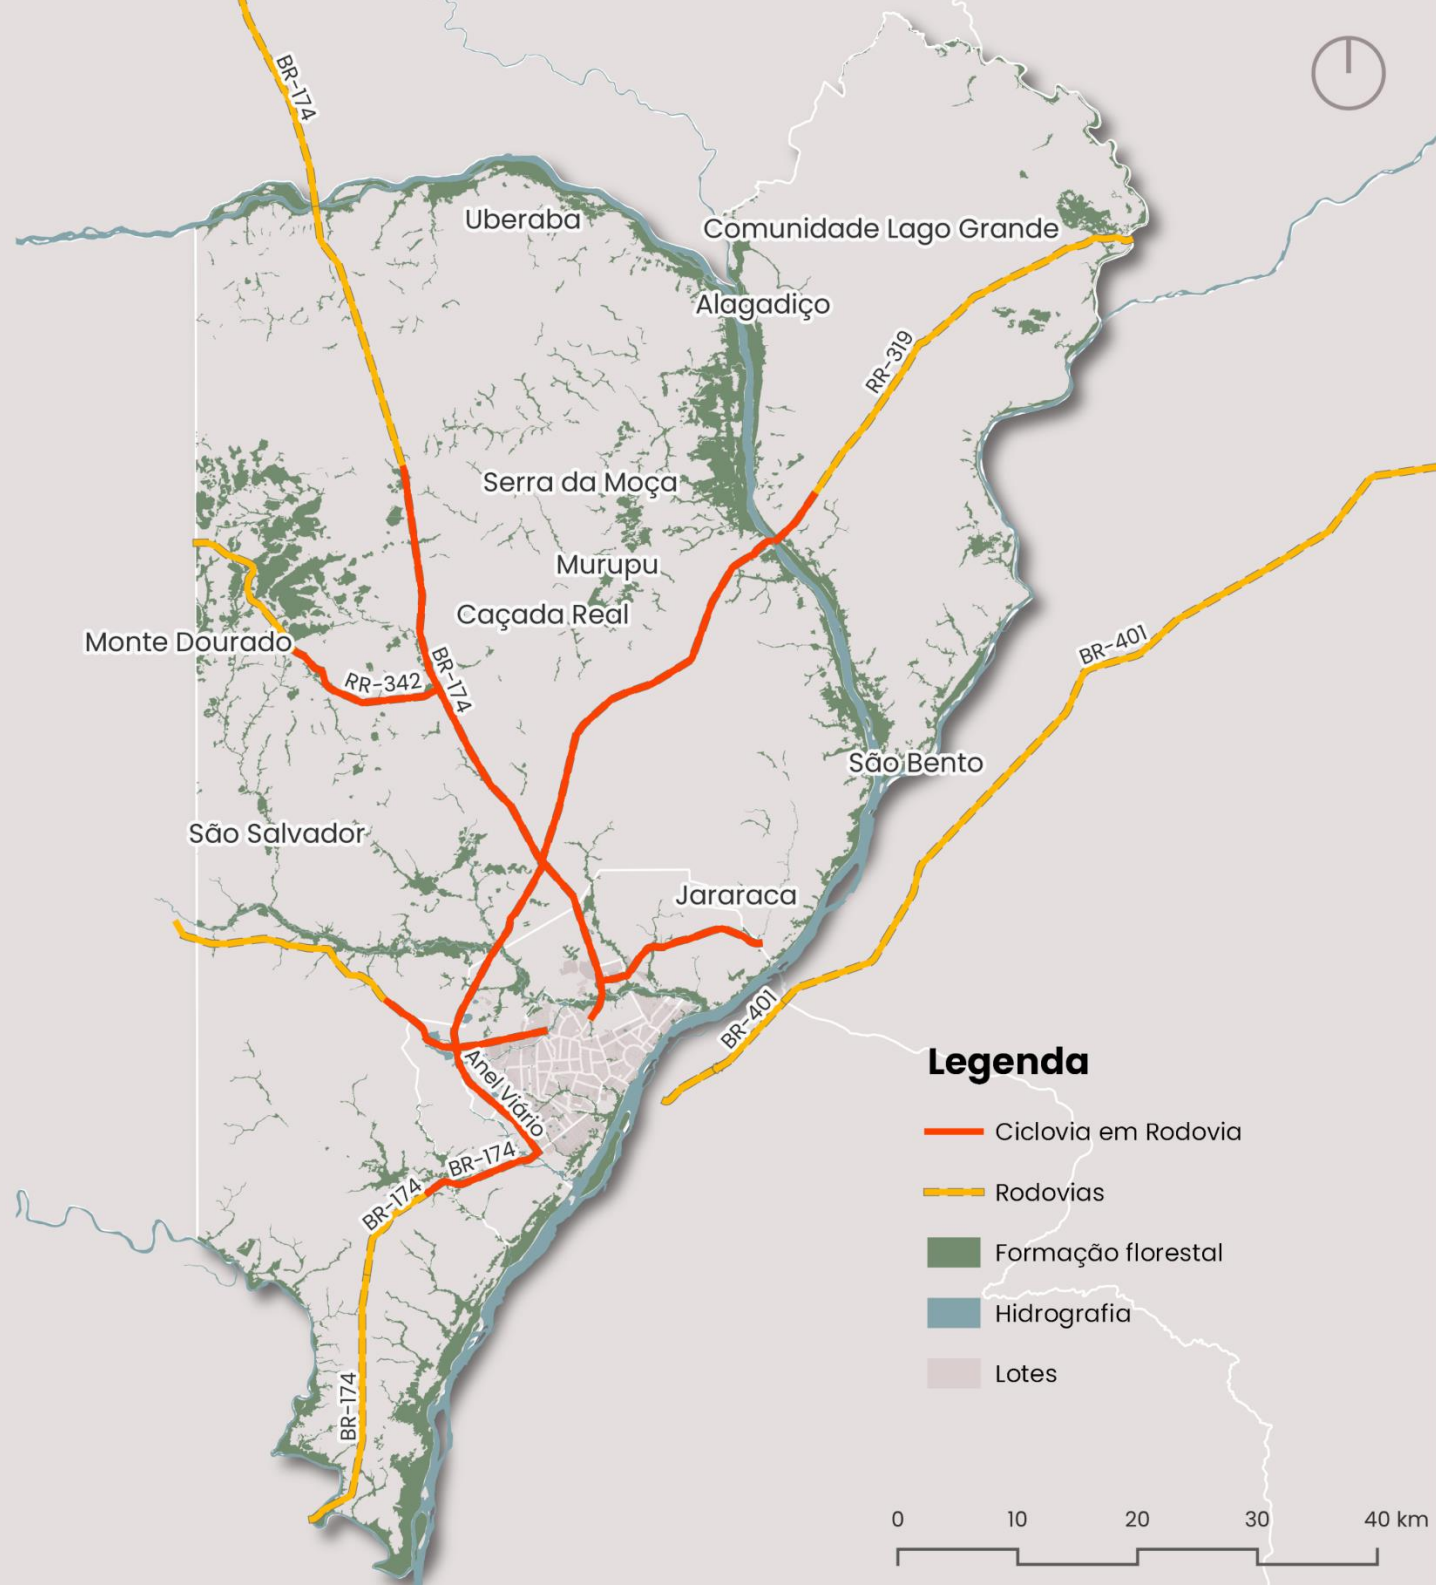 BR-174
Uberaba
Comunidade Lago Grande
Alagadiço
RR-319
Serra da Moça
Murupu
Caçada Real
Monte Dourado
RR-342
BR-174
BR-401
São Bento
São Salvador
Jararaca
BR-401
Anel Viário
BR-174
BR-174
BR-174
Legenda
Ciclovia em Rodovia
Rodovias
Formação florestal
Hidrografia
Lotes
0 10 20 30 40 km